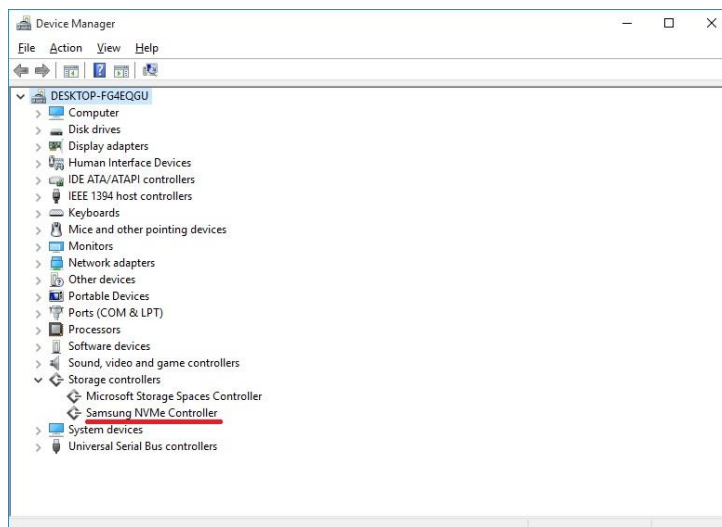 Device Manager
File Action View Help
DESKTOP-FG4EQGU
Computer
Disk drives
Display adapters
Human Interface Devices
IDE ATA/ATAPI controllers
IEEE 1394 host controllers
Keyboards
Mice and other pointing devices
Monitors
Network adapters
Other devices
Portable Devices
Ports (COM & LPT)
Processors
Software devices
Sound, video and game controllers
Storage controllers
Microsoft Storage Spaces Controller
Samsung NVMe Controller
System devices
Universal Serial Bus controllers